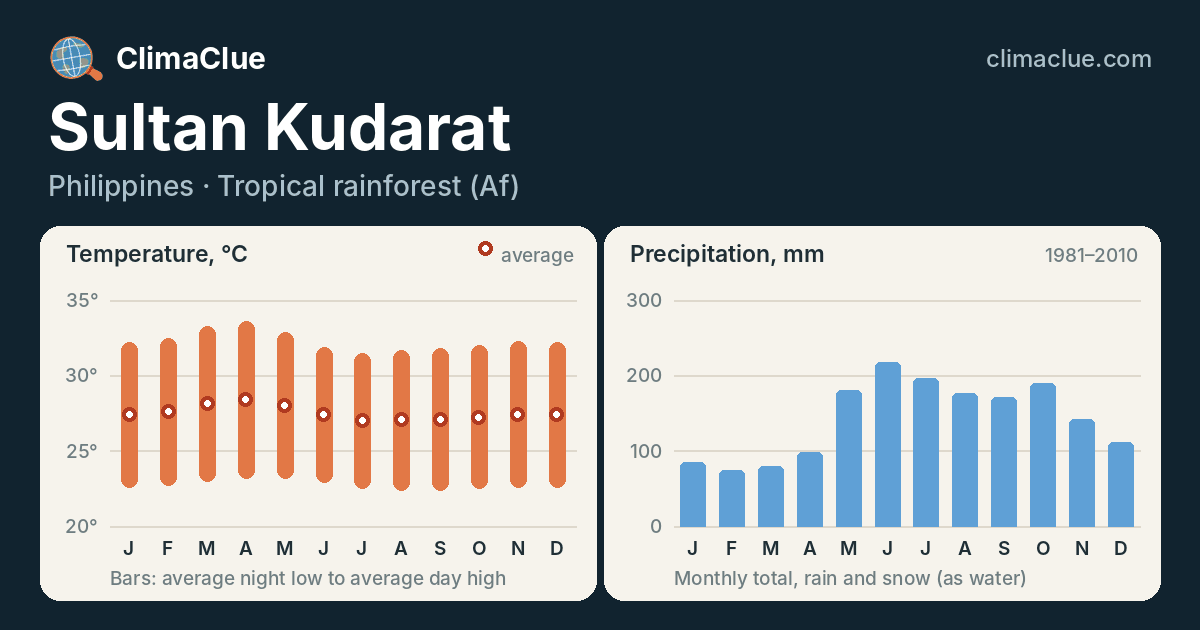 ClimaClue
climaclue.com
Sultan Kudarat
Philippines · Tropical rainforest (Af)
Temperature, °C
average
35°
30°
25°
20°
J F M A M J J A S O N D
Bars: average night low to average day high
Precipitation, mm
1981–2010
300
200
100
0
J F M A M J J A S O N D
Monthly total, rain and snow (as water)